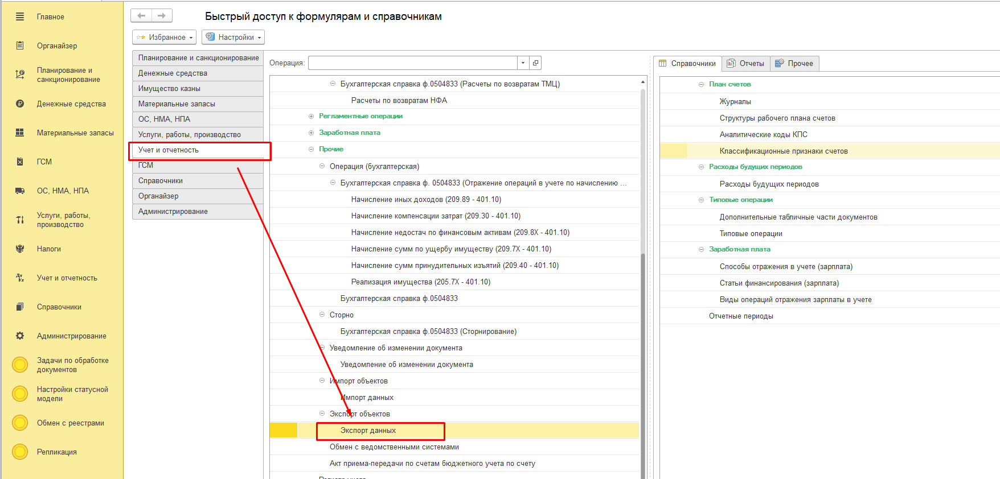 Главное
Органайзер
Планирование и
санкционирование
Денежные средства
Материальные запасы
ГСМ
ОС, НМА, НПА
Услуги, работы,
производство
Налоги
Учет и отчетность
Справочники
Администрирование
Задачи по обработке
документов
Настройки статусной
модели
Обмен с реестрами
Репликация
Быстрый доступ к формулярам и справочникам
Избранное
Настройки
Планирование и санкционирование
Денежные средства
Имущество казны
Материальные запасы
ОС, НМА, НПА
Услуги, работы, производство
Учет и отчетность
ГСМ
Справочники
Органайзер
Администрирование
Операция:
Бухгалтерская справка ф.0504833 (Расчеты по возвратам ТМЦ)
Расчеты по возвратам НФА
Регламентные операции
Заработная плата
Прочие
Операция (бухгалтерская)
Бухгалтерская справка ф. 0504833 (Отражение операций в учете по начислению ...
Начисление иных доходов (209.89 - 401.10)
Начисление компенсации затрат (209.30 - 401.10)
Начисление недостач по финансовым активам (209.8Х - 401.10)
Начисление сумм по ущербу имуществу (209.7Х - 401.10)
Начисление сумм принудительных изъятий (209.40 - 401.10)
Реализация имущества (205.7Х - 401.10)
Бухгалтерская справка ф.0504833
Сторно
Бухгалтерская справка ф.0504833 (Сторнирование)
Уведомление об изменении документа
Уведомление об изменении документа
Импорт объектов
Импорт данных
Экспорт объектов
Экспорт данных
Обмен с ведомственными системами
Акт приема-передачи по счетам бюджетного учета по счету
Справочники
Отчеты
Прочее
План счетов
Журналы
Структуры рабочего плана счетов
Аналитические коды КПС
Классификационные признаки счетов
Расходы будущих периодов
Расходы будущих периодов
Типовые операции
Дополнительные табличные части документов
Типовые операции
Заработная плата
Способы отражения в учете (зарплата)
Статьи финансирования (зарплата)
Виды операций отражения зарплаты в учете
Отчетные периоды